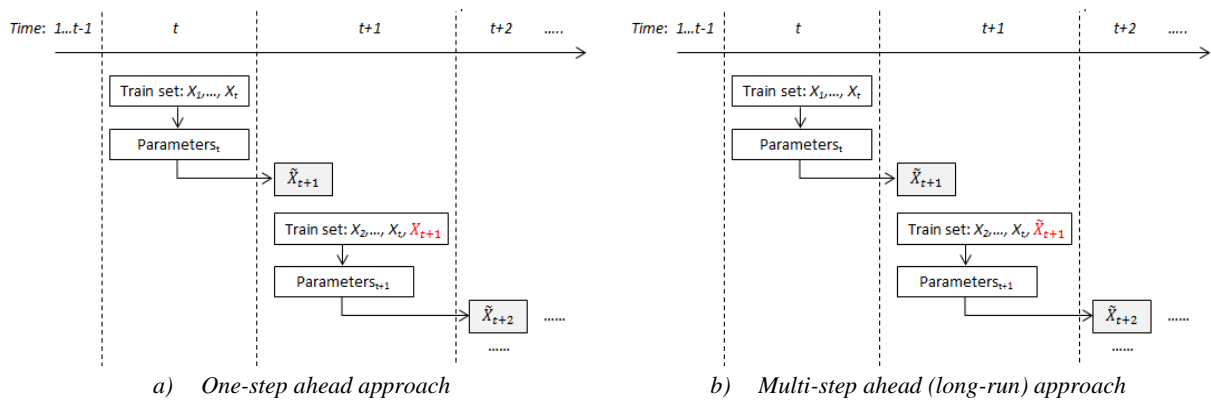 Time: 1...t-1 t t+1 t+2 .....
Train set: X₁,..., Xₜ
Parametersₜ
X̃ₜ₊₁
Train set: X₂,..., Xₜ, Xₜ₊₁
Parametersₜ₊₁
X̃ₜ₊₂ ......
......
a) One-step ahead approach
Time: 1...t-1 t t+1 t+2 .....
Train set: X₁,..., Xₜ
Parametersₜ
X̃ₜ₊₁
Train set: X₂,..., Xₜ, X̃ₜ₊₁
Parametersₜ₊₁
X̃ₜ₊₂ ......
......
b) Multi-step ahead (long-run) approach